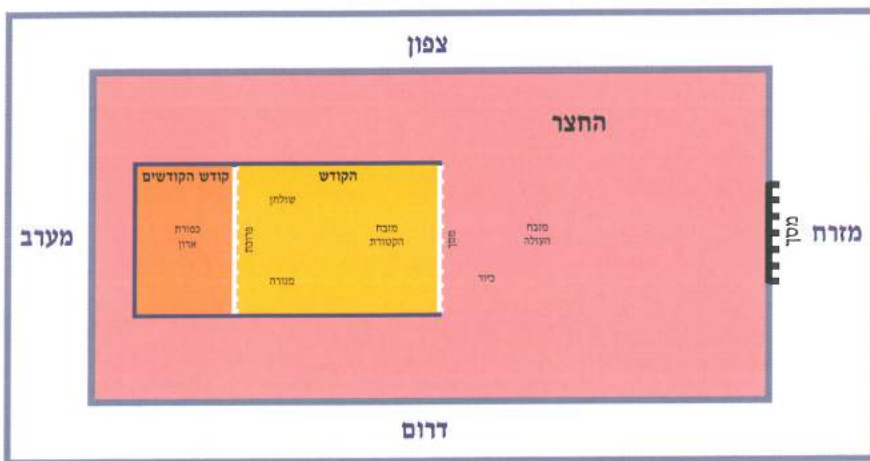 צפון
החצר
קודש הקודשים
הקודש
שולחן
כפורת
ארון
פרוכת
מזבח
הקטורת
מנורה
מסך
מזבח
העולה
כיור
מסך
מזרח
מערב
דרום